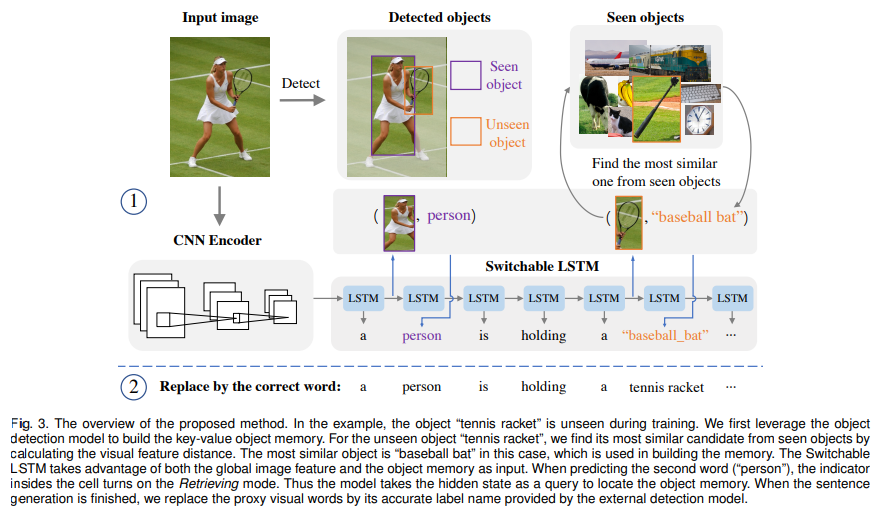 Input image
Detected objects
Seen objects
Detect
Seen
object
Unseen
object
Find the most similar
one from seen objects
1
( , person)
( , “baseball bat”)
CNN Encoder
Switchable LSTM
LSTM LSTM LSTM LSTM LSTM LSTM LSTM
a person is holding a “baseball_bat” ...
2 Replace by the correct word: a person is holding a tennis racket ...
Fig. 3. The overview of the proposed method. In the example, the object “tennis racket” is unseen during training. We first leverage the object
detection model to build the key-value object memory. For the unseen object “tennis racket”, we find its most similar candidate from seen objects by
calculating the visual feature distance. The most similar object is “baseball bat” in this case, which is used in building the memory. The Switchable
LSTM takes advantage of both the global image feature and the object memory as input. When predicting the second word (“person”), the indicator
insides the cell turns on the Retrieving mode. Thus the model takes the hidden state as a query to locate the object memory. When the sentence
generation is finished, we replace the proxy visual words by its accurate label name provided by the external detection model.